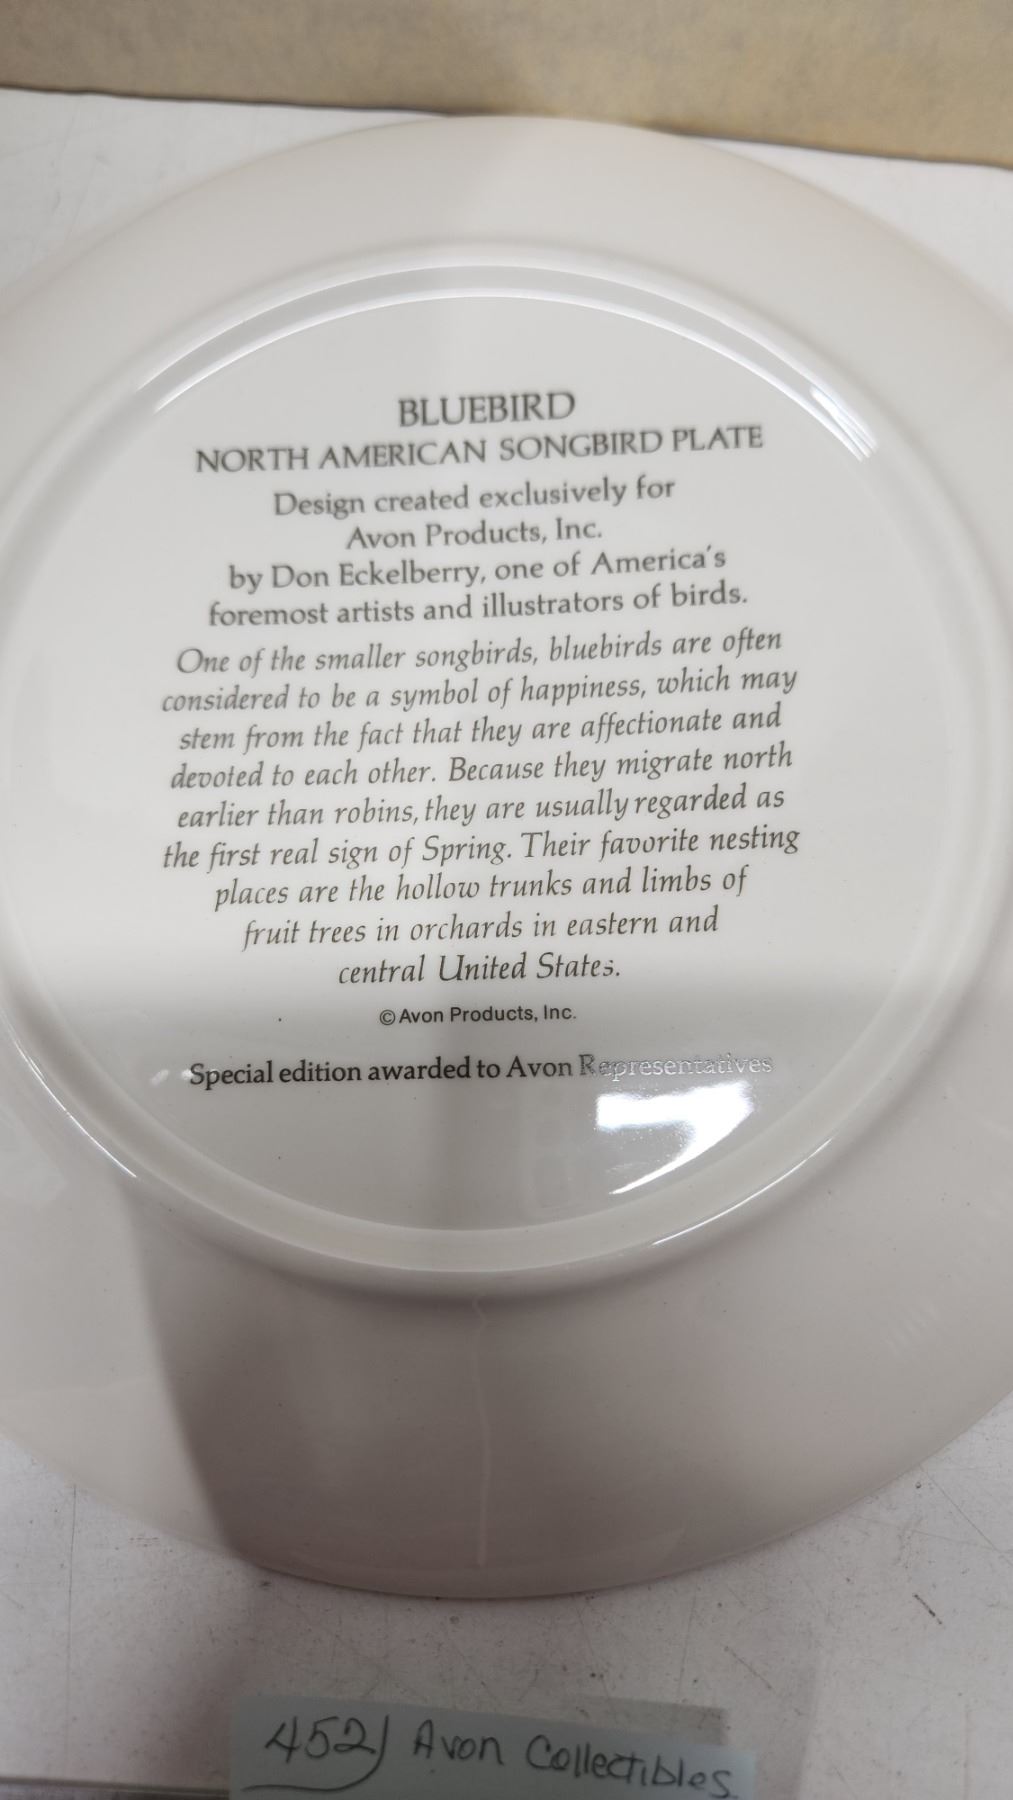 BLUEBIRD
NORTH AMERICAN SONGBIRD PLATE
Design created exclusively for
Avon Products, Inc.
by Don Eckelberry, one of America's
foremost artists and illustrators of birds.
One of the smaller songbirds, bluebirds are often
considered to be a symbol of happiness, which may
stem from the fact that they are affectionate and
devoted to each other. Because they migrate north
earlier than robins, they are usually regarded as
the first real sign of Spring. Their favorite nesting
places are the hollow trunks and limbs of
fruit trees in orchards in eastern and
central United States.
© Avon Products, Inc.
Special edition awarded to Avon Representatives
452) Avon Collectibles